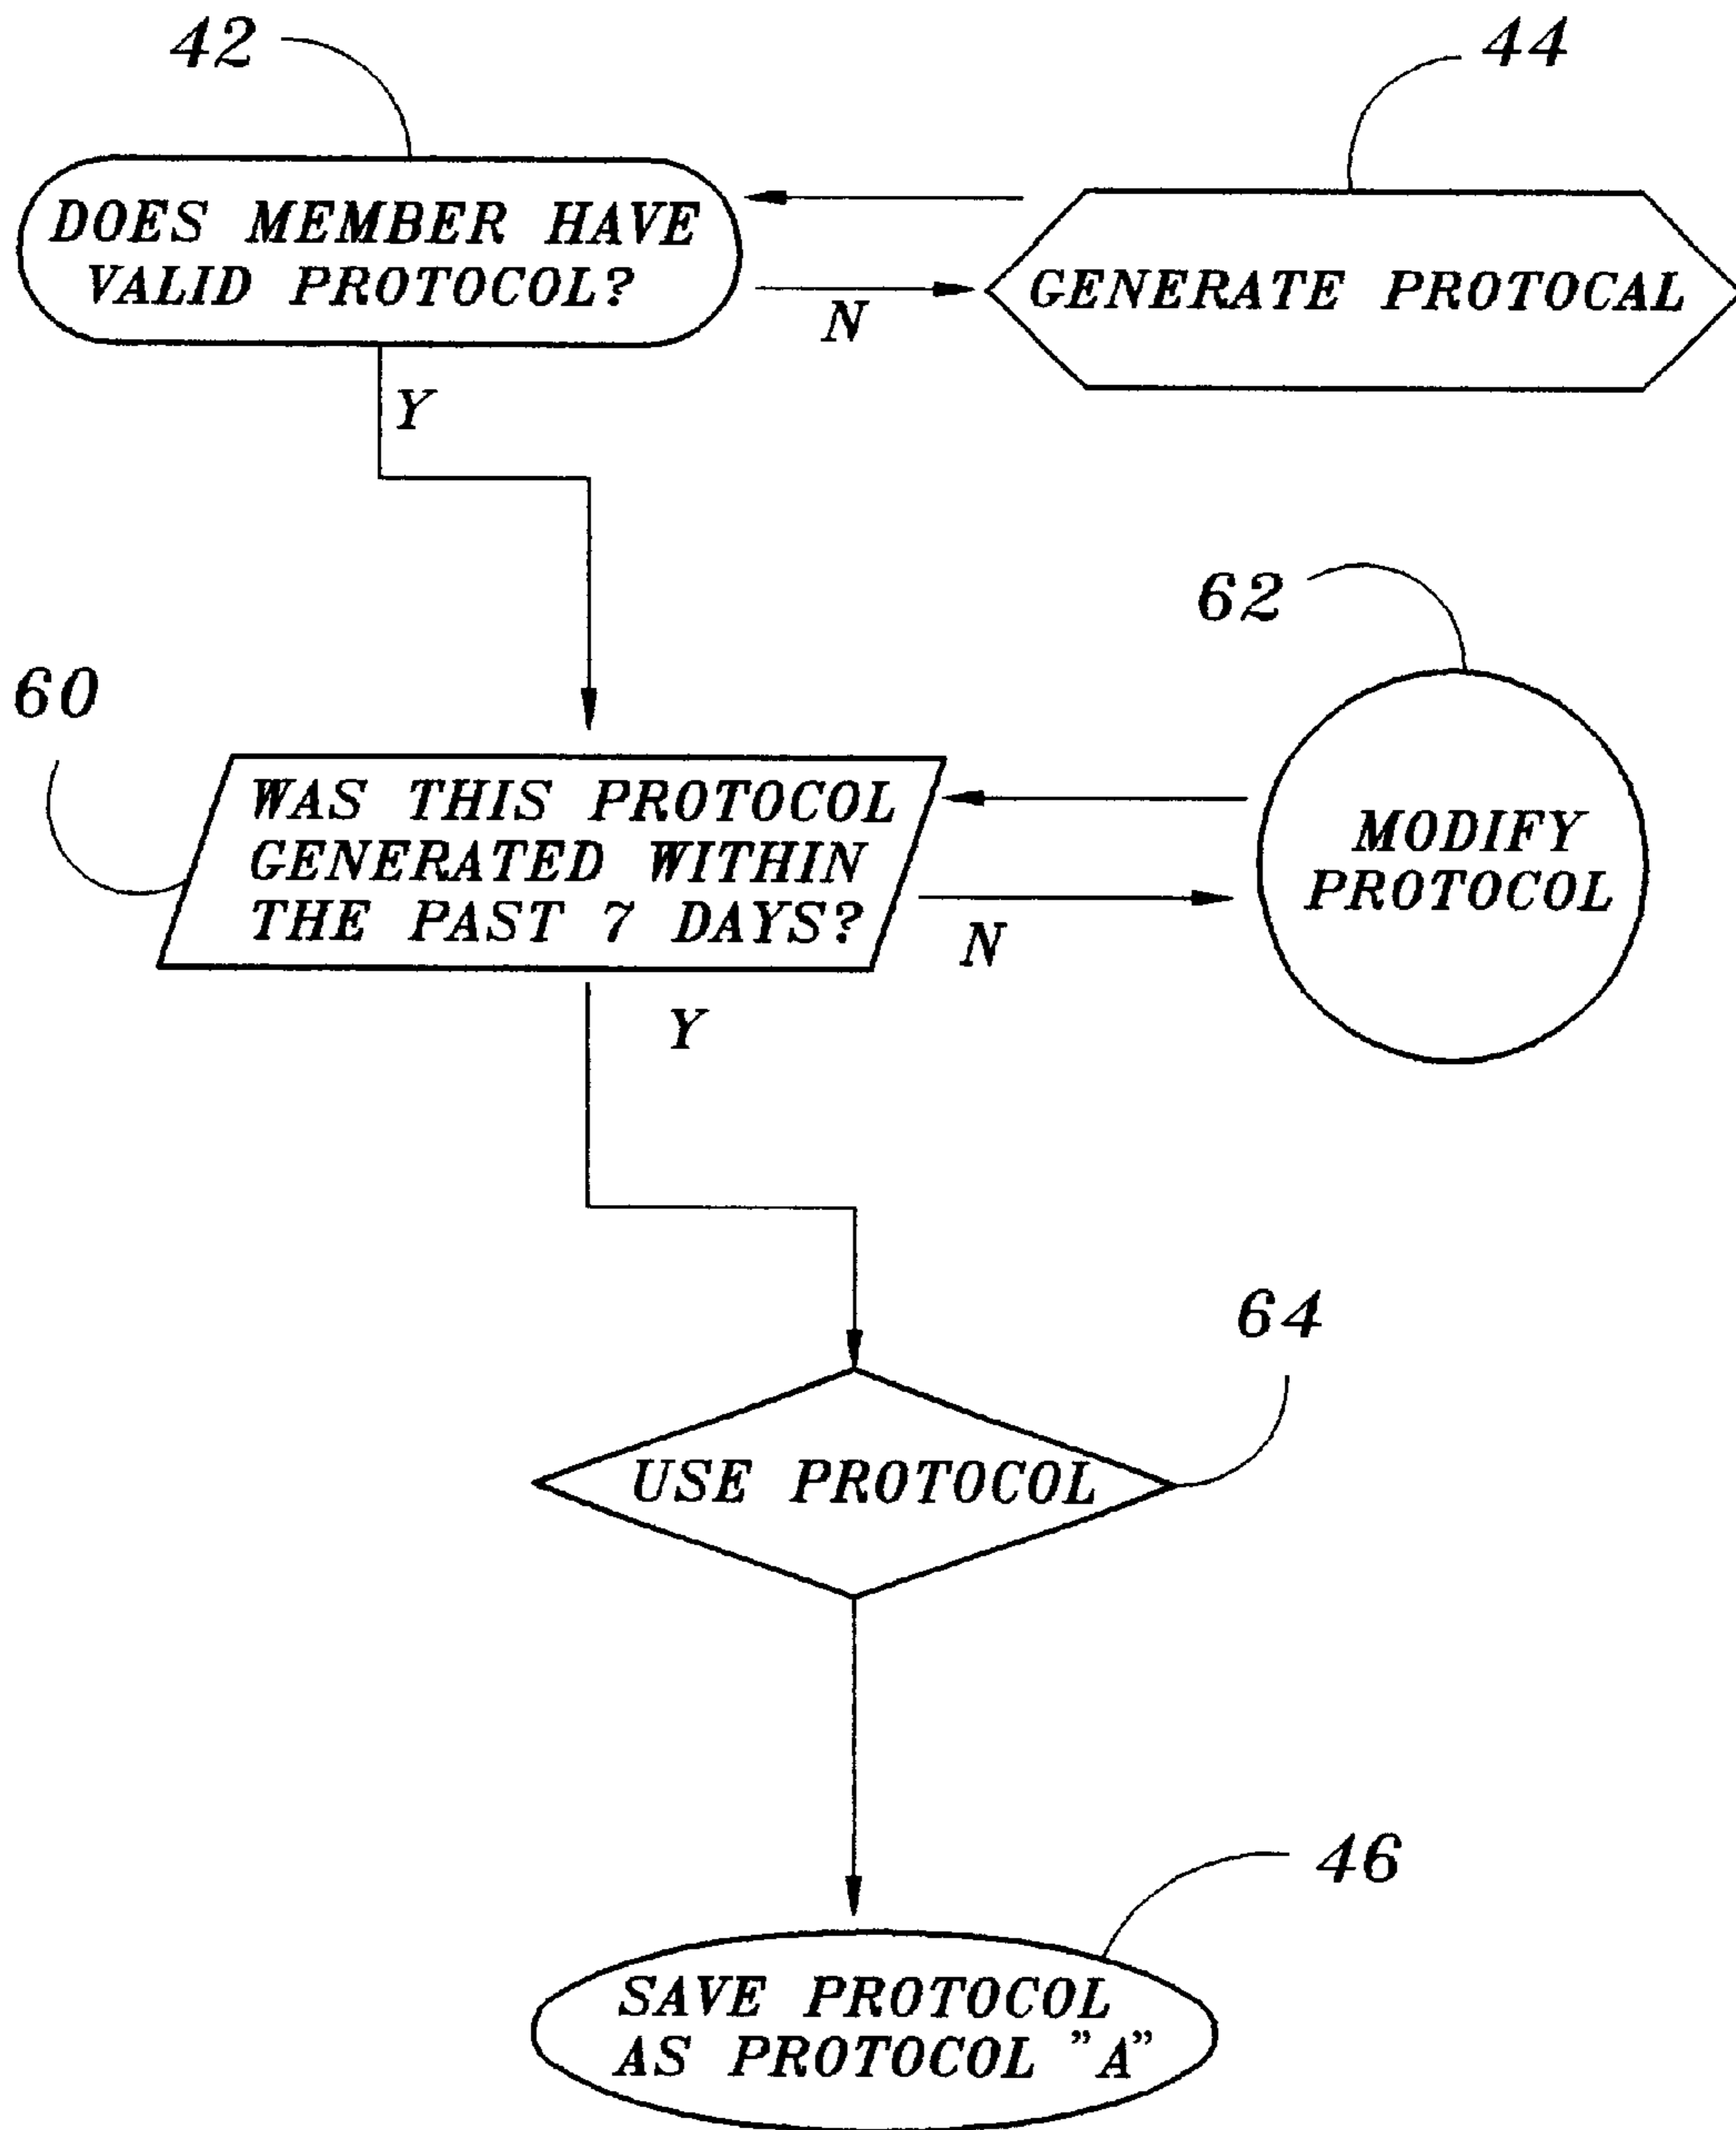 42
44
DOES MEMBER HAVE
VALID PROTOCOL?
GENERATE PROTOCAL
N
Y
62
60
WAS THIS PROTOCOL
GENERATED WITHIN
THE PAST 7 DAYS?
MODIFY
PROTOCOL
N
Y
64
USE PROTOCOL
46
SAVE PROTOCOL
AS PROTOCOL "A"